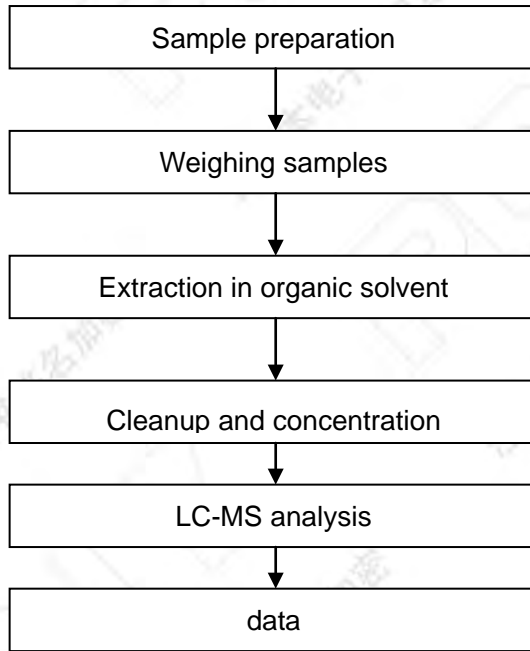 Sample preparation
Weighing samples
Extraction in organic solvent
Cleanup and concentration
LC-MS analysis
data